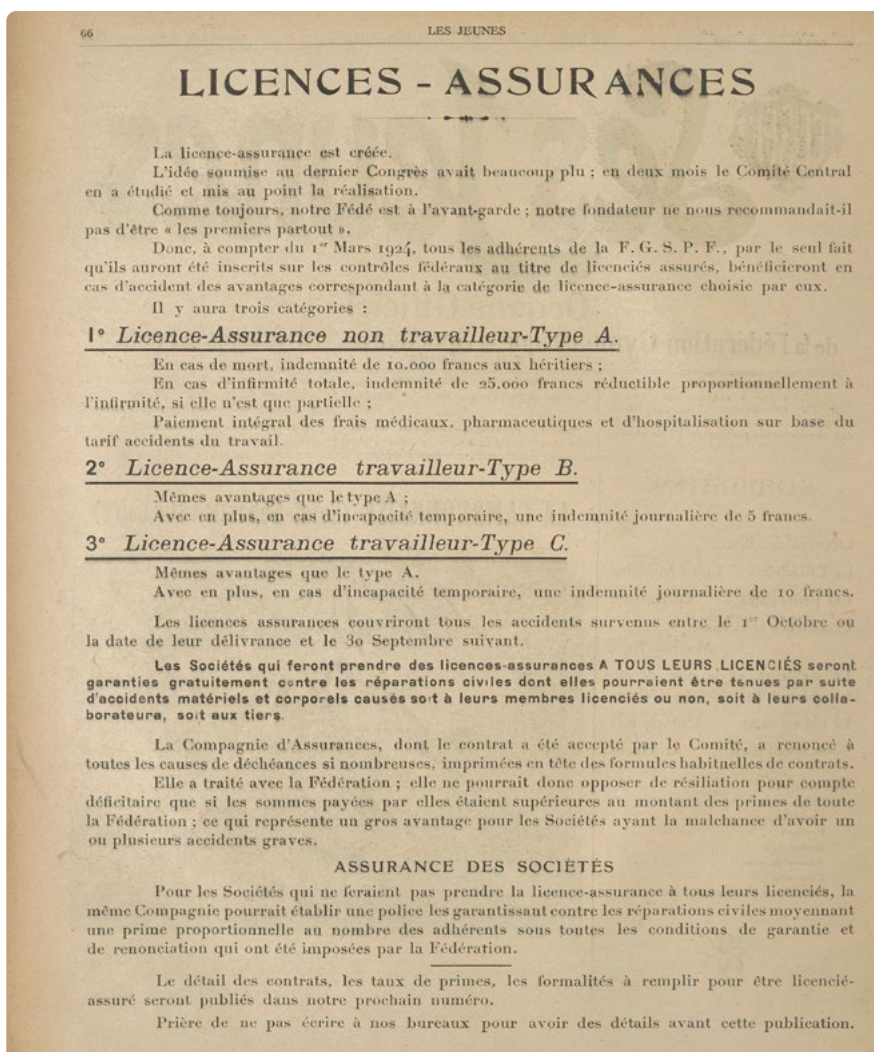 66
LES JEUNES
LICENCES - ASSURANCES
La licence-assurance est créée.
L'idée soumise au dernier Congrès avait beaucoup plu ; en deux mois le Comité Central
en a étudié et mis au point la réalisation.
Comme toujours, notre Fédé est à l'avant-garde ; notre fondateur ne nous recommandait-il
pas d'être « les premiers partout ».
Donc, à compter du 1er Mars 1924, tous les adhérents de la F. G. S. P. F., par le seul fait
qu'ils auront été inscrits sur les contrôles fédéraux au titre de licenciés assurés, bénéficieront en
cas d'accident des avantages correspondant à la catégorie de licence-assurance choisie par eux.
Il y aura trois catégories :
1° Licence-Assurance non travailleur-Type A.
En cas de mort, indemnité de 10.000 francs aux héritiers ;
En cas d'infirmité totale, indemnité de 25.000 francs réductible proportionnellement à
l'infirmité, si elle n'est que partielle ;
Paiement intégral des frais médicaux, pharmaceutiques et d'hospitalisation sur base du
tarif accidents du travail.
2° Licence-Assurance travailleur-Type B.
Mêmes avantages que le type A ;
Avec en plus, en cas d'incapacité temporaire, une indemnité journalière de 5 francs.
3° Licence-Assurance travailleur-Type C.
Mêmes avantages que le type A.
Avec en plus, en cas d'incapacité temporaire, une indemnité journalière de 10 francs.
Les licences assurances couvriront tous les accidents survenus entre le 1er Octobre ou
la date de leur délivrance et le 30 Septembre suivant.
Les Sociétés qui feront prendre des licences-assurances A TOUS LEURS LICENCIÉS seront
garanties gratuitement contre les réparations civiles dont elles pourraient être tenues par suite
d'accidents matériels et corporels causés soit à leurs membres licenciés ou non, soit à leurs colla-
borateura, soit aux tiers.
La Compagnie d'Assurances, dont le contrat a été accepté par le Comité, a renoncé à
toutes les causes de déchéances si nombreuses, imprimées en tête des formules habituelles de contrats.
Elle a traité avec la Fédération ; elle ne pourrait donc opposer de résiliation pour compte
déficitaire que si les sommes payées par elles étaient supérieures au montant des primes de toute
la Fédération ; ce qui représente un gros avantage pour les Sociétés ayant la malchance d'avoir un
ou plusieurs accidents graves.
ASSURANCE DES SOCIÉTÉS
Pour les Sociétés qui ne feraient pas prendre la licence-assurance à tous leurs licenciés, la
même Compagnie pourrait établir une police les garantissant contre les réparations civiles moyennant
une prime proportionnelle au nombre des adhérents sous toutes les conditions de garantie et
de renonciation qui ont été imposées par la Fédération.
Le détail des contrats, les taux de primes, les formalités à remplir pour être licencié-
assuré seront publiés dans notre prochain numéro.
Prière de ne pas écrire à nos bureaux pour avoir des détails avant cette publication.